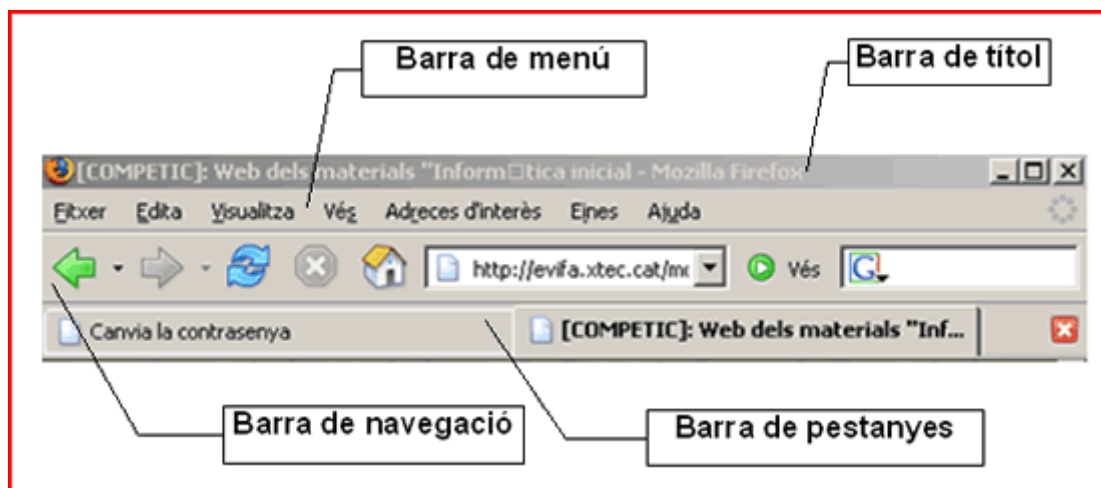 Barra de menú
Barra de títol
[COMPETIC]: Web dels materials "Inform□tica inicial - Mozilla Firefox
Fitxer Edita Visualitza Vés Adreces d'interès Eines Ajuda
http://evifa.xtec.cat/mo Vés G
Canvia la contrasenya [COMPETIC]: Web dels materials "Inf...
Barra de navegació
Barra de pestanyes